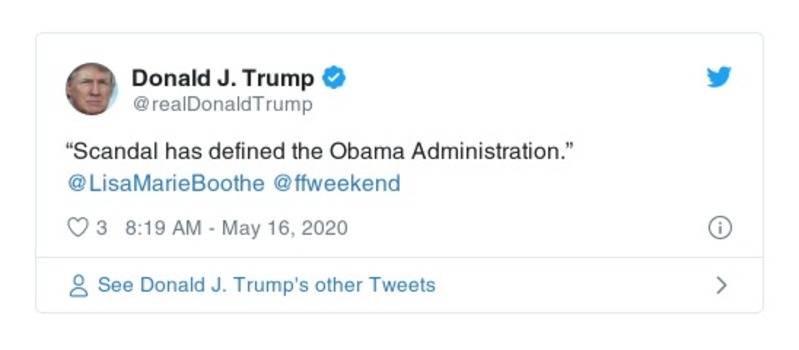 Donald J. Trump
@realDonaldTrump
“Scandal has defined the Obama Administration.”
@LisaMarieBoothe @ffweekend
3 8:19 AM - May 16, 2020
See Donald J. Trump's other Tweets